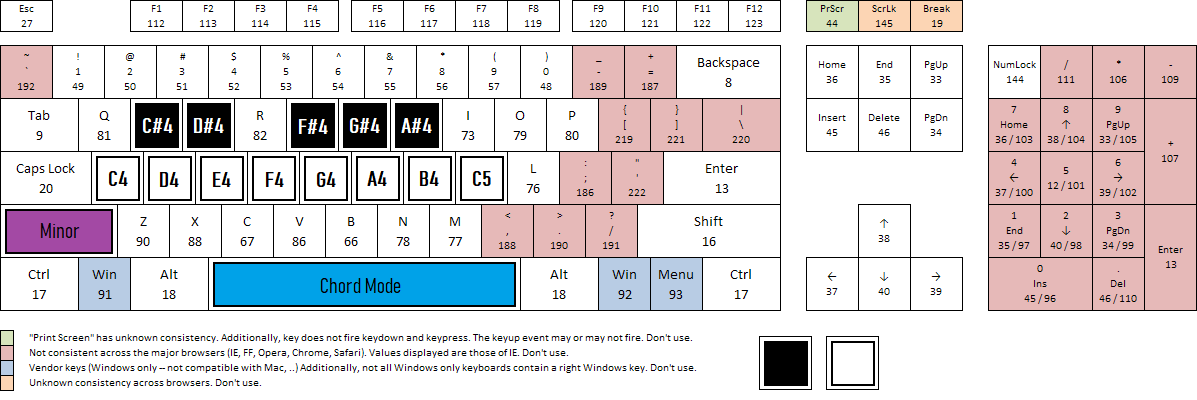 Esc F1 F2 F3 F4 F5 F6 F7 F8 F9 F10 F11 F12 PrScr ScrLk Break
27 112 113 114 115 116 117 118 119 120 121 122 123 44 145 19
~ ! @ # $ % ^ & * ( ) _ +
` 1 2 3 4 5 6 7 8 9 0 - = Backspace Home End PgUp NumLock / * -
192 49 50 51 52 53 54 55 56 57 48 189 187 8 36 35 33 144 111 106 109
Tab Q C#4 D#4 R F#4 G#4 A#4 I O P { } | Insert Delete PgDn 7 8 9
[ ] \ Home ↑ PgUp
9 81 82 73 79 80 219 221 220 45 46 34 36 / 103 38 / 104 33 / 105 +
107
Caps Lock C4 D4 E4 F4 G4 A4 B4 C5 L : " Enter 4 5 6
; ' ← →
20 76 186 222 13 37 / 100 12 / 101 39 / 102
Minor Z X C V B N M < > ? Shift ↑ 1 2 3
, . / End ↓ PgDn
90 88 67 86 66 78 77 188 190 191 16 38 35 / 97 40 / 98 34 / 99 Enter
13
Ctrl Win Alt Chord Mode Alt Win Menu Ctrl ← ↓ → 0 .
Ins Del
17 91 18 18 92 93 17 37 40 39 45 / 96 46 / 110
"Print Screen" has unknown consistency. Additionally, key does not fire keydown and keypress. The keyup event may or may not fire. Don't use.
Not consistent across the major browsers (IE, FF, Opera, Chrome, Safari). Values displayed are those of IE. Don't use.
Vendor keys (Windows only -- not compatible with Mac, ..) Additionally, not all Windows only keyboards contain a right Windows key. Don't use.
Unknown consistency across browsers. Don't use.